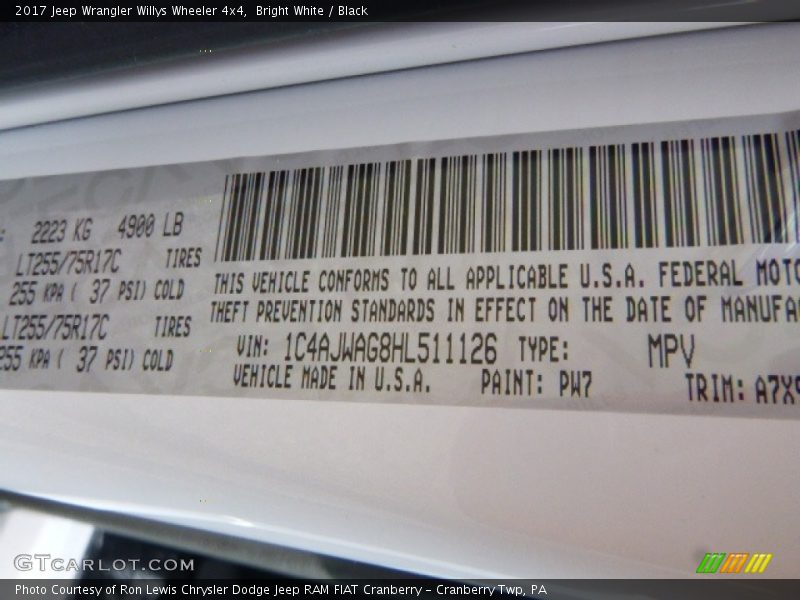 2017 Jeep Wrangler Willys Wheeler 4x4, Bright White / Black
2223 KG 4900 LB
LT255/75R17C TIRES
255 KPA ( 37 PSI) COLD
LT255/75R17C TIRES
255 KPA ( 37 PSI) COLD
THIS VEHICLE CONFORMS TO ALL APPLICABLE U.S.A. FEDERAL MOTO
THEFT PREVENTION STANDARDS IN EFFECT ON THE DATE OF MANUFA
VIN: 1C4AJWAG8HL511126 TYPE: MPV
VEHICLE MADE IN U.S.A. PAINT: PW7 TRIM: A7X9
GTCARLOT.COM
Photo Courtesy of Ron Lewis Chrysler Dodge Jeep RAM FIAT Cranberry – Cranberry Twp, PA